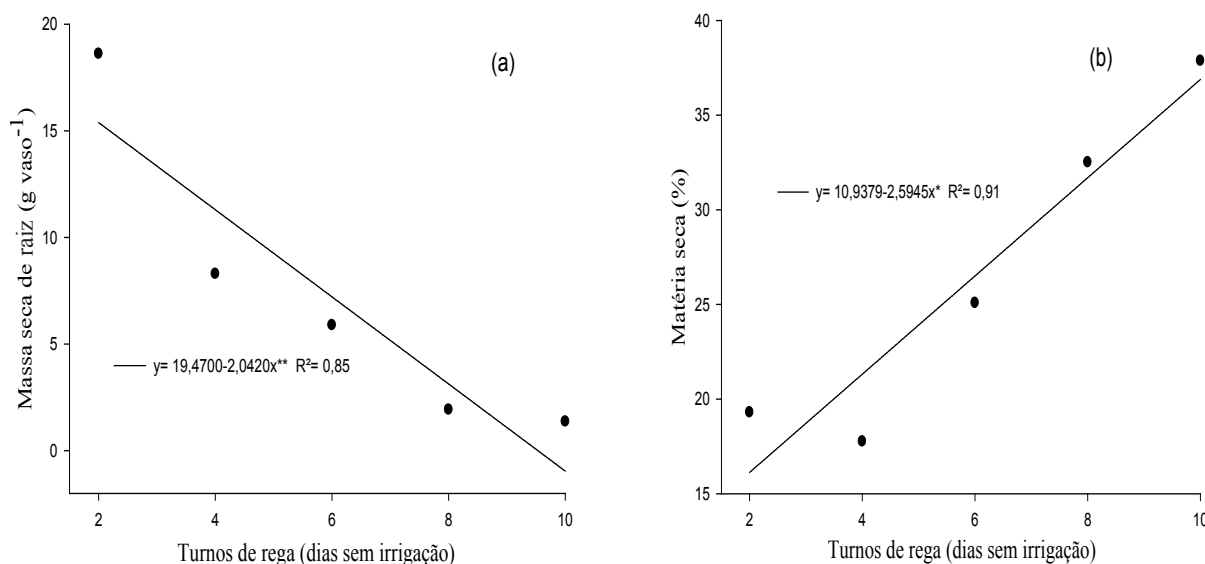 20
15
10
5
0
2
4
6
8
10
Massa seca de raiz (g vaso-1)
Turnos de rega (dias sem irrigação)
(a)
y= 19,4700-2,0420x** R²= 0,85
40
35
30
25
20
15
2
4
6
8
10
Matéria seca (%)
Turnos de rega (dias sem irrigação)
(b)
y= 10,9379-2,5945x* R²= 0,91